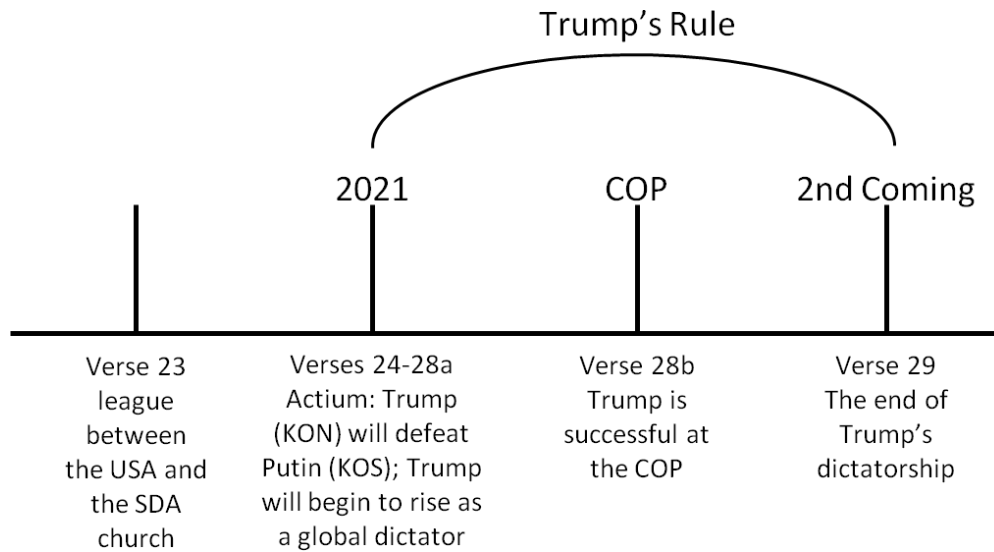 Trump’s Rule
2021
COP
2nd Coming
Verse 23
league
between
the USA and
the SDA
church
Verses 24-28a
Actium: Trump
(KON) will defeat
Putin (KOS); Trump
will begin to rise as
a global dictator
Verse 28b
Trump is
successful at
the COP
Verse 29
The end of
Trump’s
dictatorship